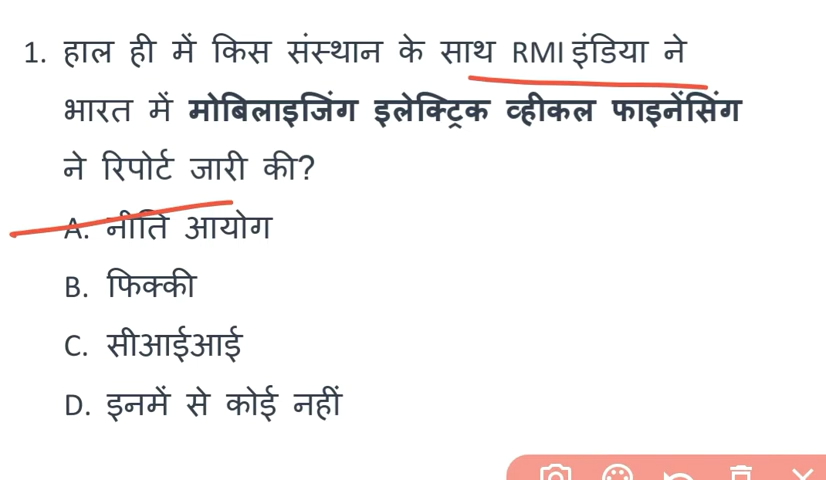 1. हाल ही में किस संस्थान के साथ RMI इंडिया ने
भारत में मोबिलाइजिंग इलेक्ट्रिक व्हीकल फाइनेंसिंग
ने रिपोर्ट जारी की?
A. नीति आयोग
B. फिक्की
C. सीआईआई
D. इनमें से कोई नहीं